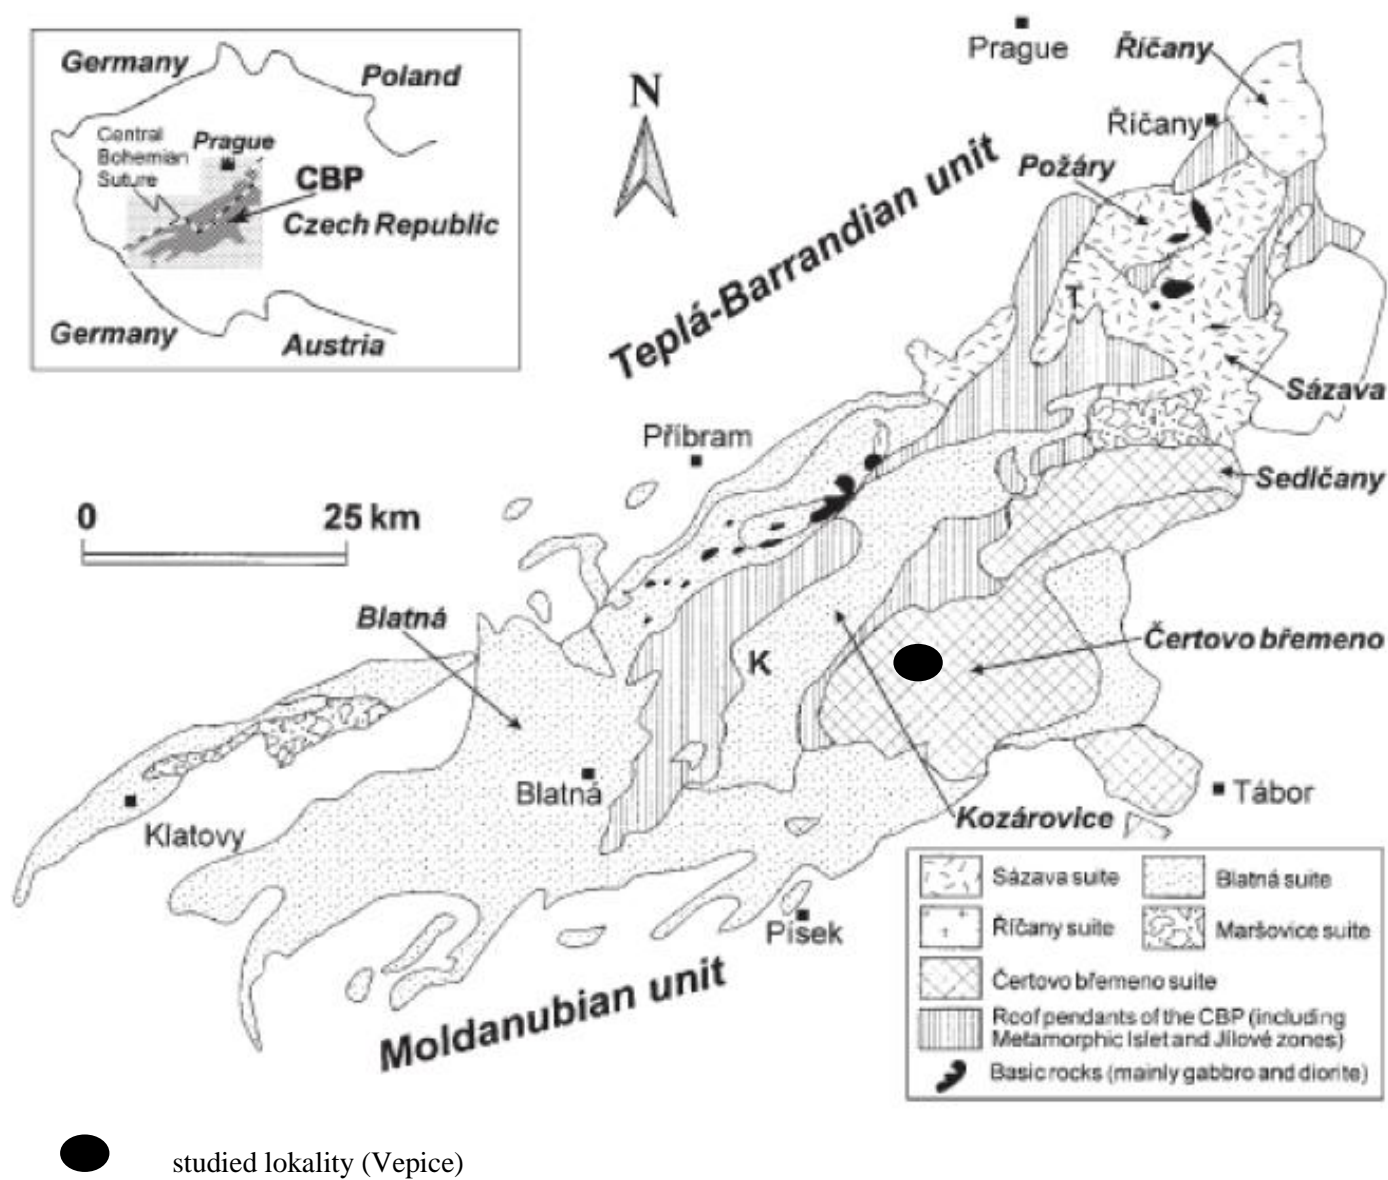 Germany
Poland
Central
Bohemian
Suture
Prague
CBP
Czech Republic
Germany
Austria
N
Prague
Říčany
Říčany
Požáry
Teplá-Barrandian unit
T
Sázava
Příbram
Sedlčany
0 25 km
Blatná
Čertovo břemeno
K
Blatná
Tábor
Klatovy
Kozárovice
Písek
Moldanubian unit
Sázava suite
Blatná suite
Říčany suite
Maršovice suite
Čertovo břemeno suite
Roof pendants of the CBP (including
Metamorphic Islet and Jílové zones)
Basic rocks (mainly gabbro and diorite)
studied lokality (Vepice)